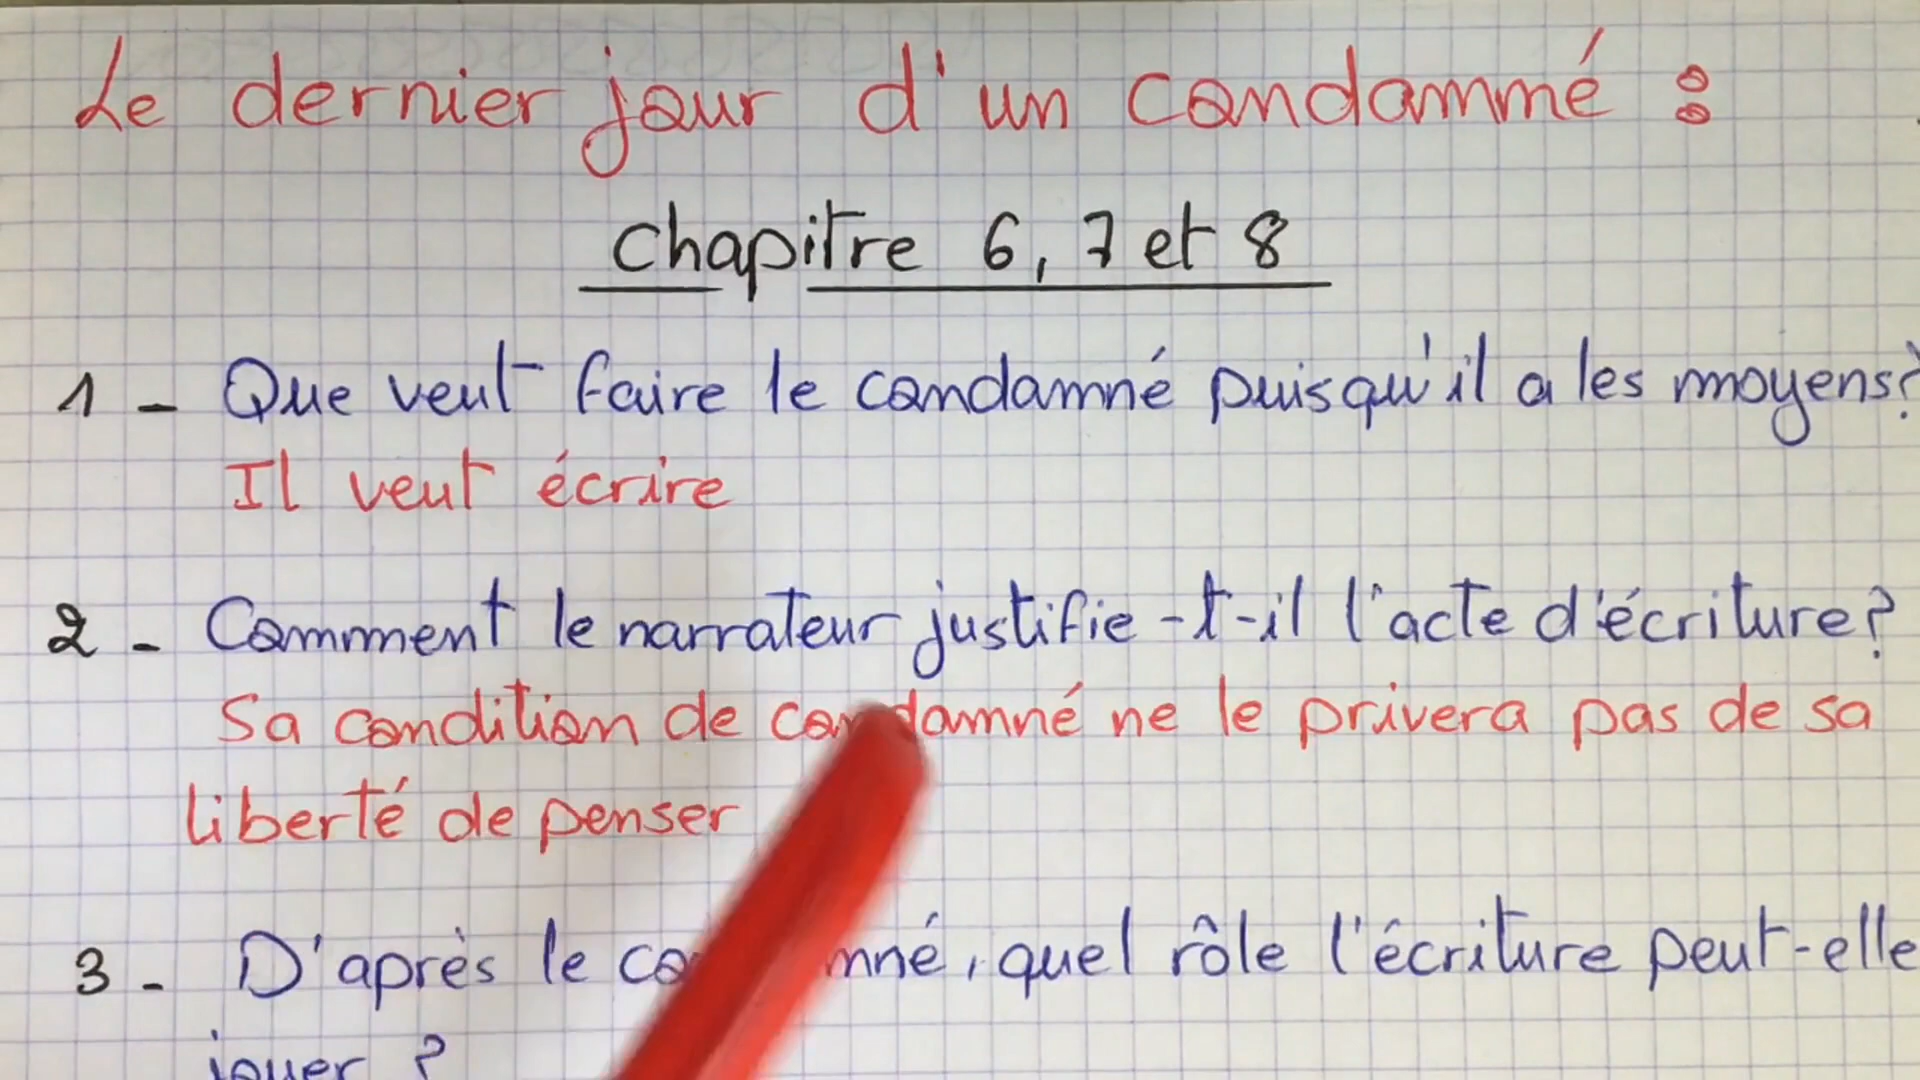 Le dernier jour d'un condammé :
chapitre 6, 7 et 8
1 - Que veut faire le condamné puisqu'il a les moyens?
Il veut écrire
2 - Comment le narrateur justifie-t-il l'acte d'écriture?
Sa condition de condamné ne le privera pas de sa
liberté de penser
3 - D'après le condamné, quel rôle l'écriture peut-elle
jouer ?